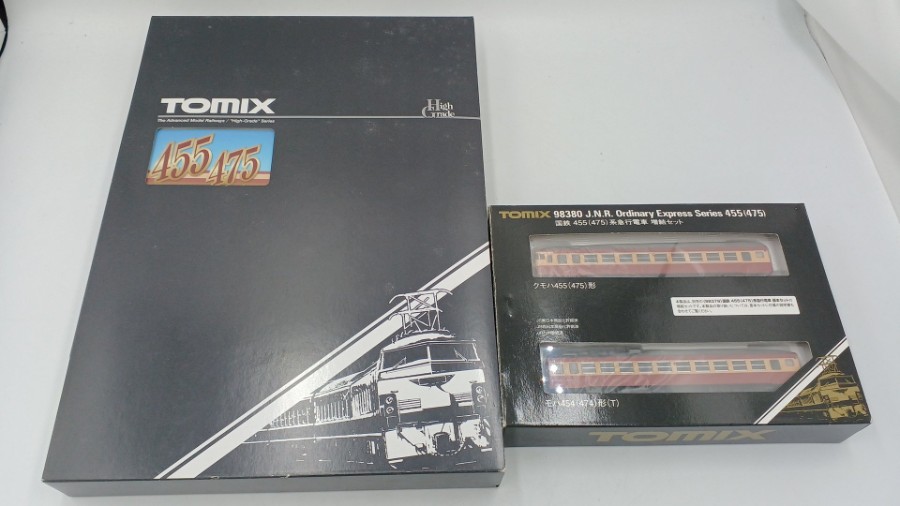 TOMIX
The Advanced Model Railways / "High-Grade" Series
High
Grade
455 475
TOMIX 98380 J.N.R. Ordinary Express Series 455(475)
国鉄 455(475)系急行電車 増結セット
クモハ455(475)形
モハ454(474)形(T)
TOMIX